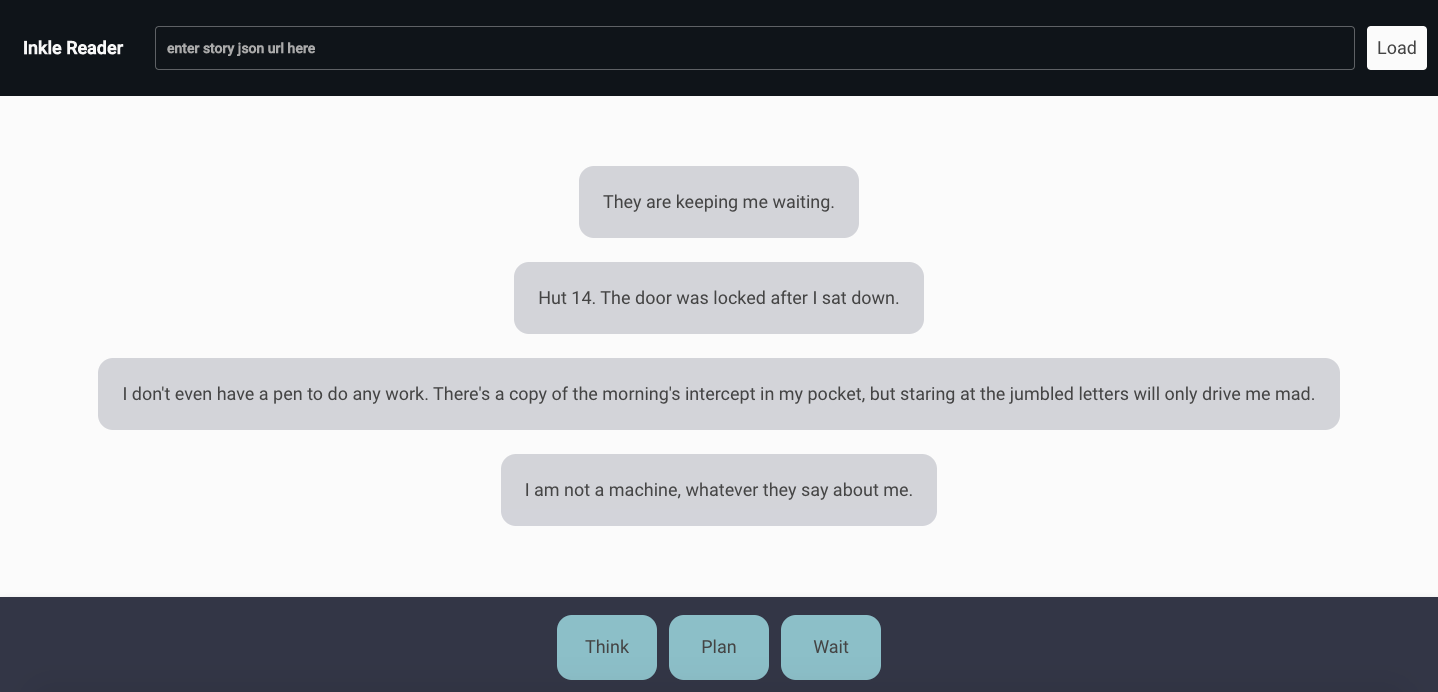 Inkle Reader
enter story json url here
Load
They are keeping me waiting.
Hut 14. The door was locked after I sat down.
I don't even have a pen to do any work. There's a copy of the morning's intercept in my pocket, but staring at the jumbled letters will only drive me mad.
I am not a machine, whatever they say about me.
Think
Plan
Wait